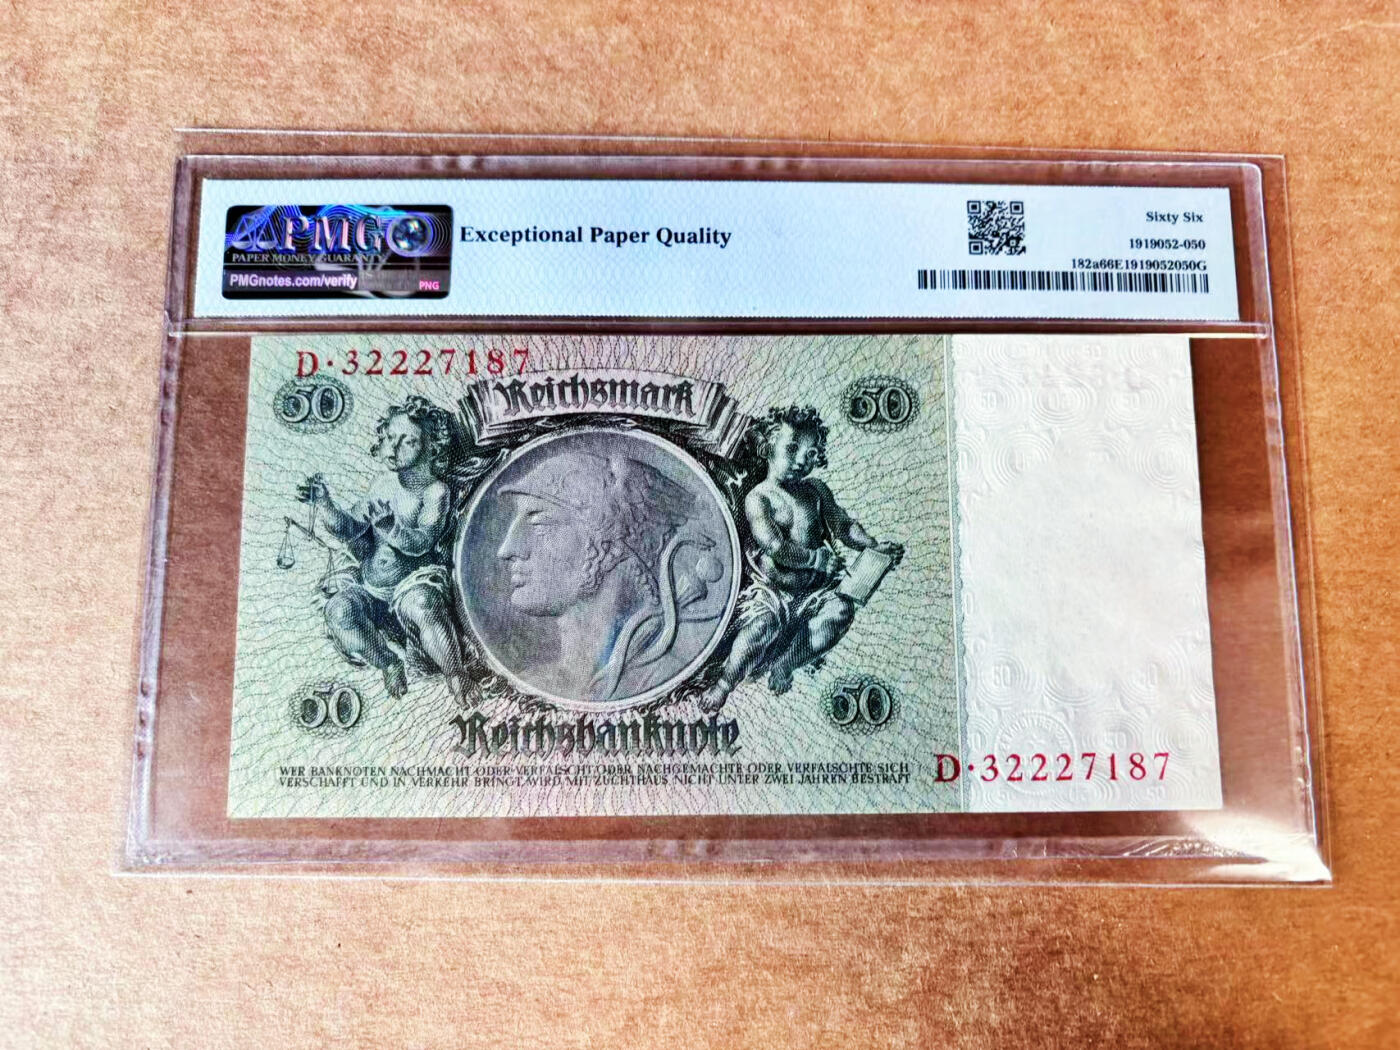 PMG
PAPER MONEY GUARANTY
PMGnotes.com/verify
PNG
Exceptional Paper Quality
Sixty Six
1919052-050
182a66E1919052050G
D·32227187
50
Reichsmark
50
50
Reichsbanknote
50
WER BANKNOTEN NACHMACHT ODER VERFÄLSCHT ODER NACHGEMACHTE ODER VERFÄLSCHTE SICH
VERSCHAFFT UND IN VERKEHR BRINGT, WIRD MIT ZUCHTHAUS NICHT UNTER ZWEI JAHREN BESTRAFT
D·32227187